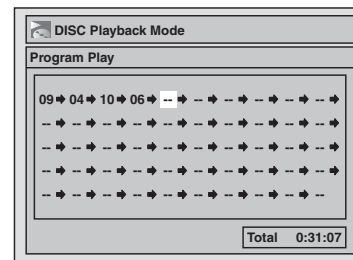 DISC Playback Mode
Program Play
09 ➡ 04 ➡ 10 ➡ 06 ➡ -- ➡ -- ➡ -- ➡ -- ➡ -- ➡ -- ➡
-- ➡ -- ➡ -- ➡ -- ➡ -- ➡ -- ➡ -- ➡ -- ➡ -- ➡ -- ➡
-- ➡ -- ➡ -- ➡ -- ➡ -- ➡ -- ➡ -- ➡ -- ➡ -- ➡ -- ➡
-- ➡ -- ➡ -- ➡ -- ➡ -- ➡ -- ➡ -- ➡ -- ➡ -- ➡ -- ➡
-- ➡ -- ➡ -- ➡ -- ➡ -- ➡ -- ➡ -- ➡ -- ➡ -- ➡ --
Total 0:31:07